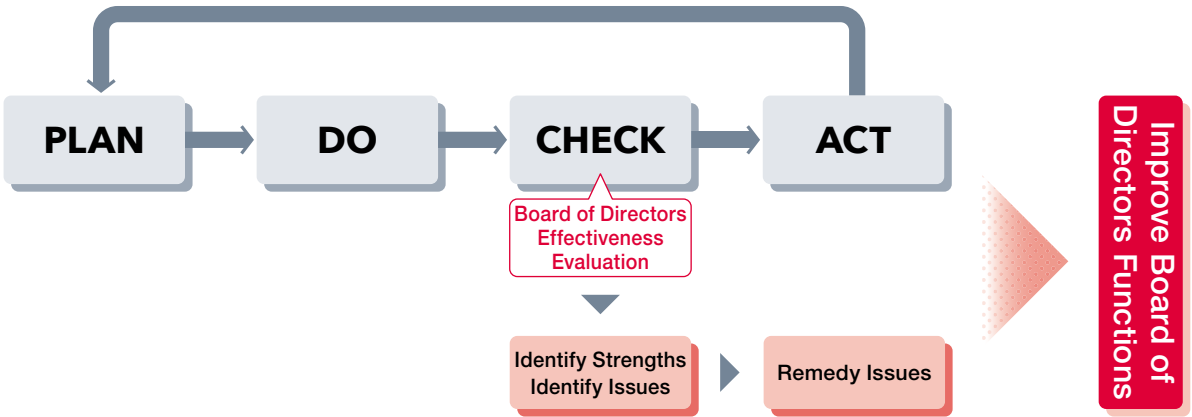 PLAN
DO
CHECK
ACT
Board of Directors
Effectiveness
Evaluation
Identify Strengths
Identify Issues
Remedy Issues
Improve Board of
Directors Functions